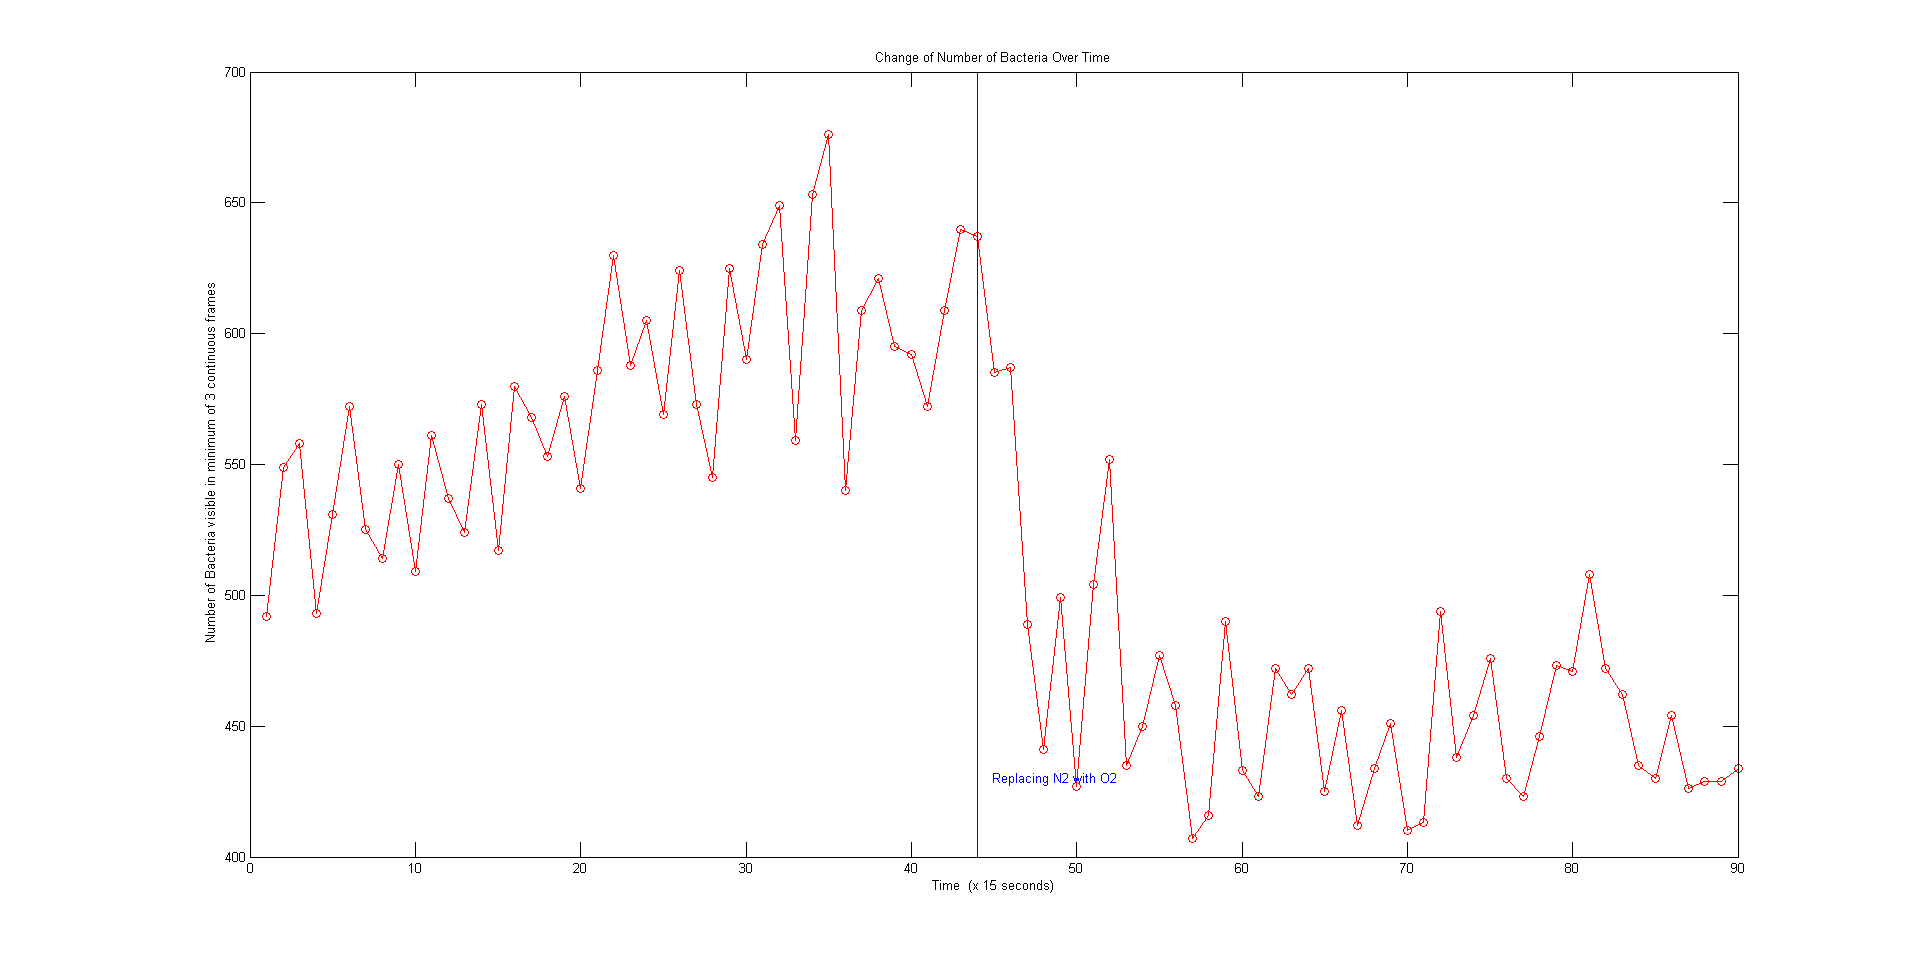 Change of Number of Bacteria Over Time
700
650
600
550
500
450
400
Number of Bacteria visible in minimum of 3 continuous frames
Replacing N2 with O2
0 10 20 30 40 50 60 70 80 90
Time (x 15 seconds)